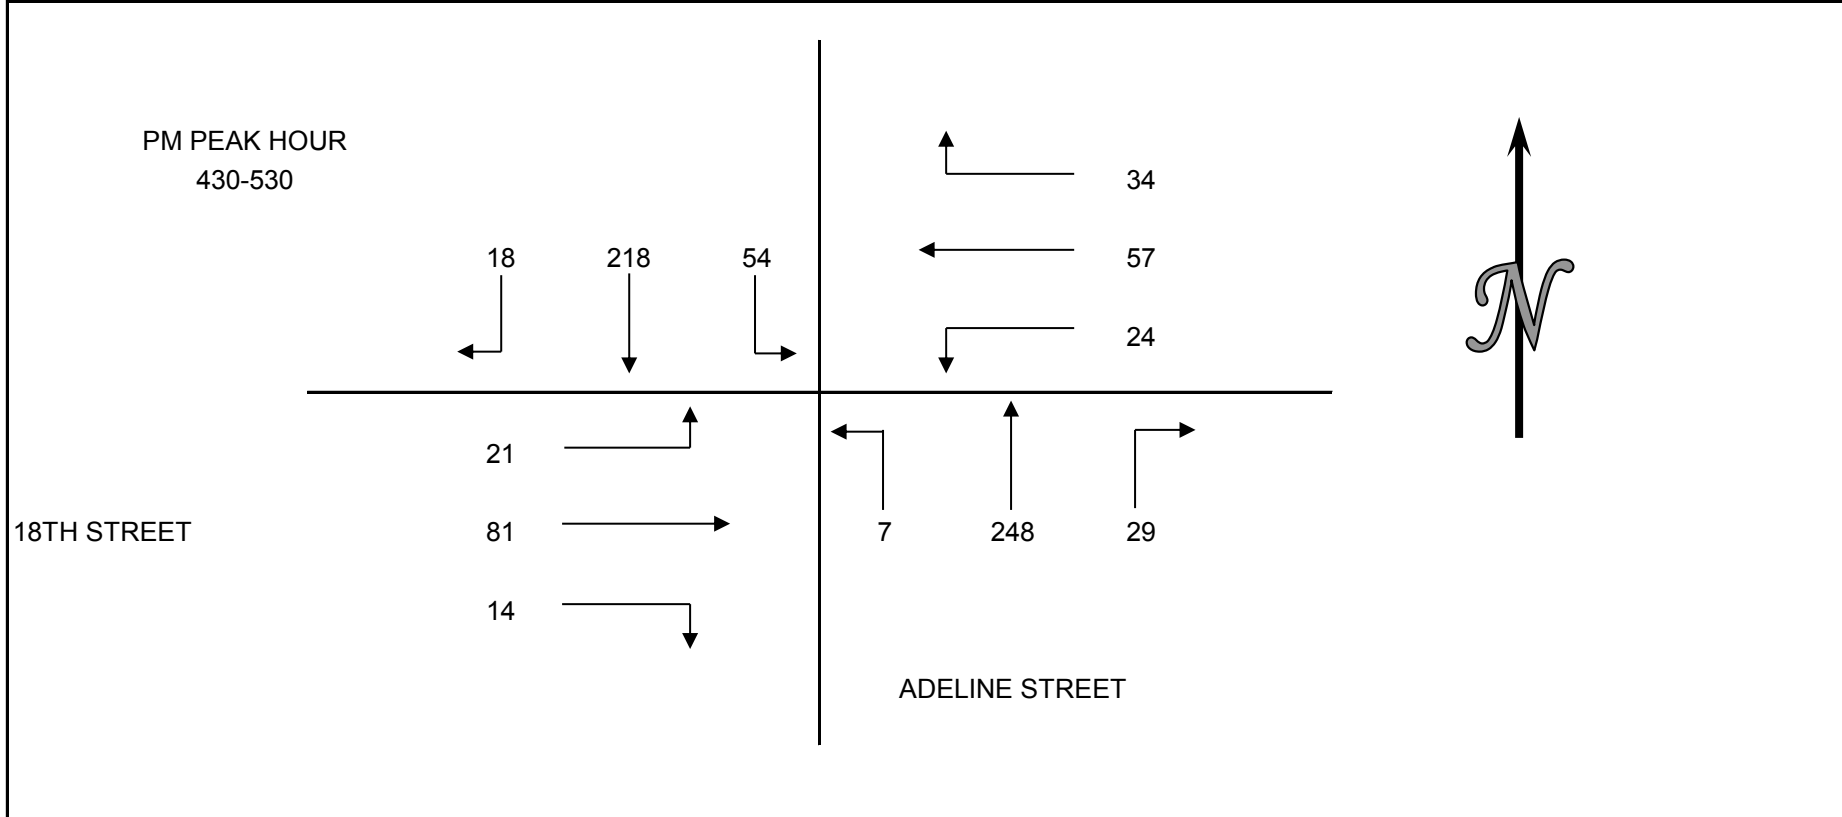 PM PEAK HOUR
430-530
34
18 218 54 57
24
N
21
18TH STREET 81 7 248 29
14
ADELINE STREET